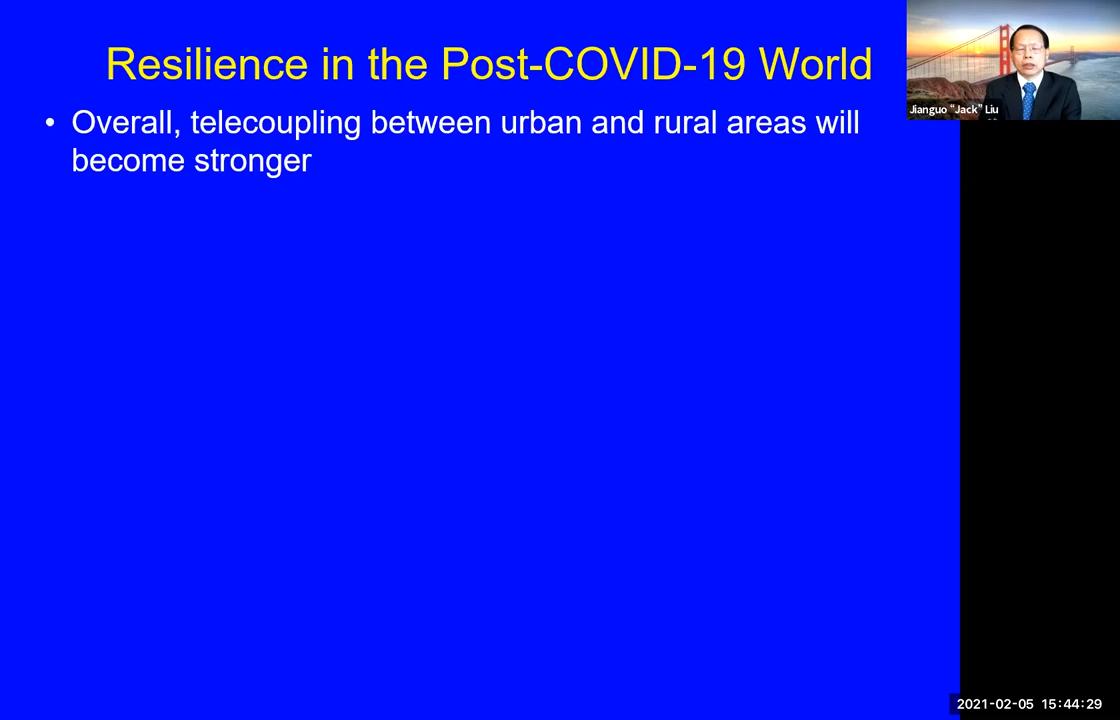 Resilience in the Post-COVID-19 World
• Overall, telecoupling between urban and rural areas will
become stronger
Jianguo "Jack" Liu
2021-02-05 15:44:29